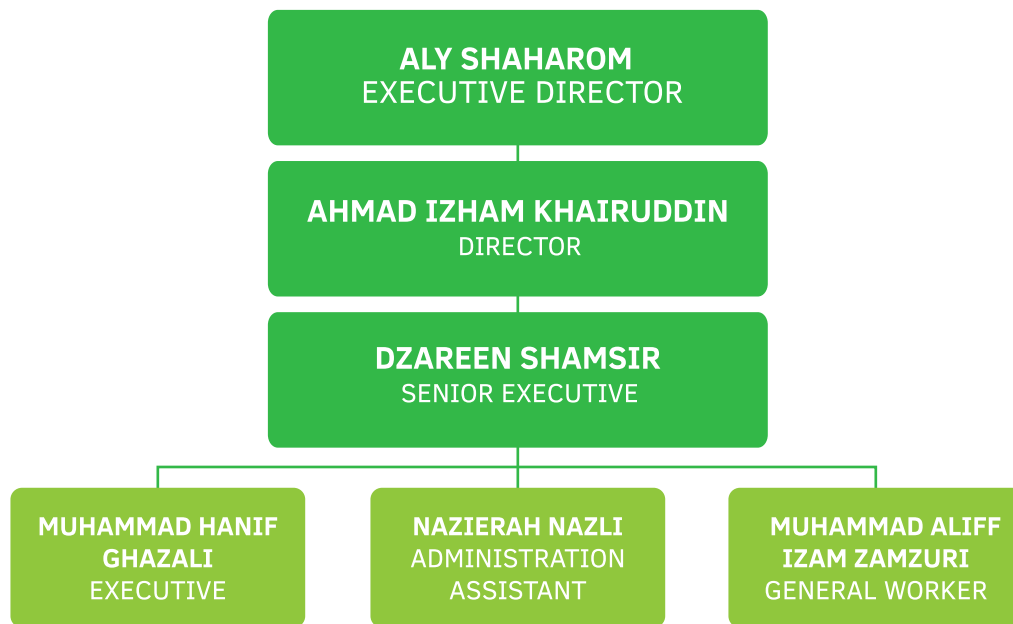 ALY SHAHAROM
EXECUTIVE DIRECTOR
AHMAD IZHAM KHAIRUDDIN
DIRECTOR
DZAREEN SHAMSIR
SENIOR EXECUTIVE
MUHAMMAD HANIF
GHAZALI
EXECUTIVE
NAZIERAH NAZLI
ADMINISTRATION
ASSISTANT
MUHAMMAD ALIFF
IZAM ZAMZURI
GENERAL WORKER